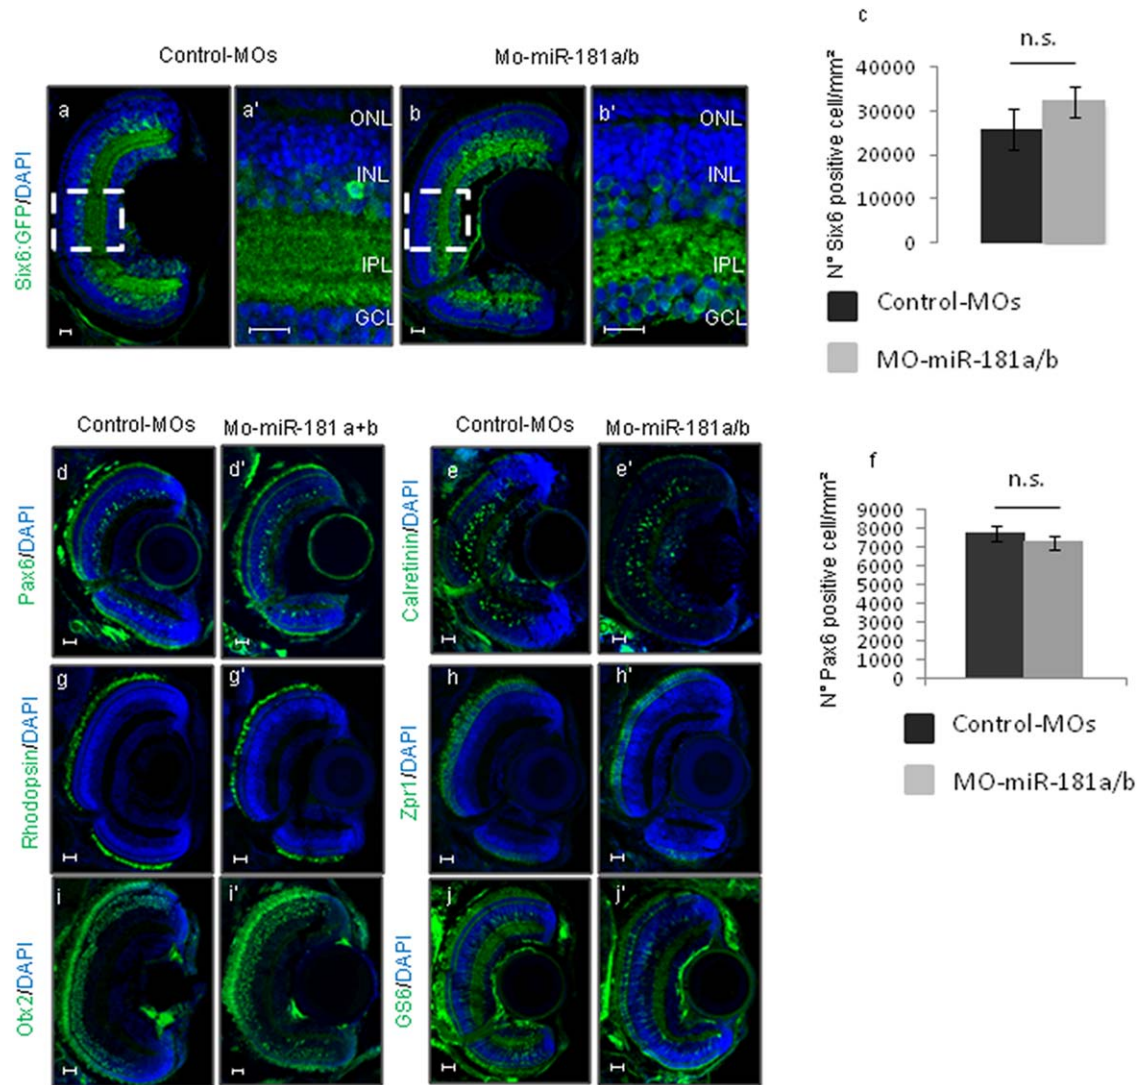 c
Control-MOs
Mo-miR-181a/b
n.s.
a
a'
b
b'
ONL
INL
IPL
GCL
ONL
INL
IPL
GCL
Six6:GFP/DAPI
N° Six6 positive cell/mm²
40000
30000
20000
10000
0
Control-MOs
MO-miR-181a/b
Control-MOs
Mo-miR-181 a+b
Control-MOs
Mo-miR-181a/b
d
d'
e
e'
Pax6/DAPI
Calretinin/DAPI
f
n.s.
N° Pax6 positive cell/mm²
9000
8000
7000
6000
5000
4000
3000
2000
1000
0
Control-MOs
MO-miR-181a/b
g
g'
h
h'
Rhodopsin/DAPI
Zpr1/DAPI
i
i'
j
j'
Otx2/DAPI
GS6/DAPI